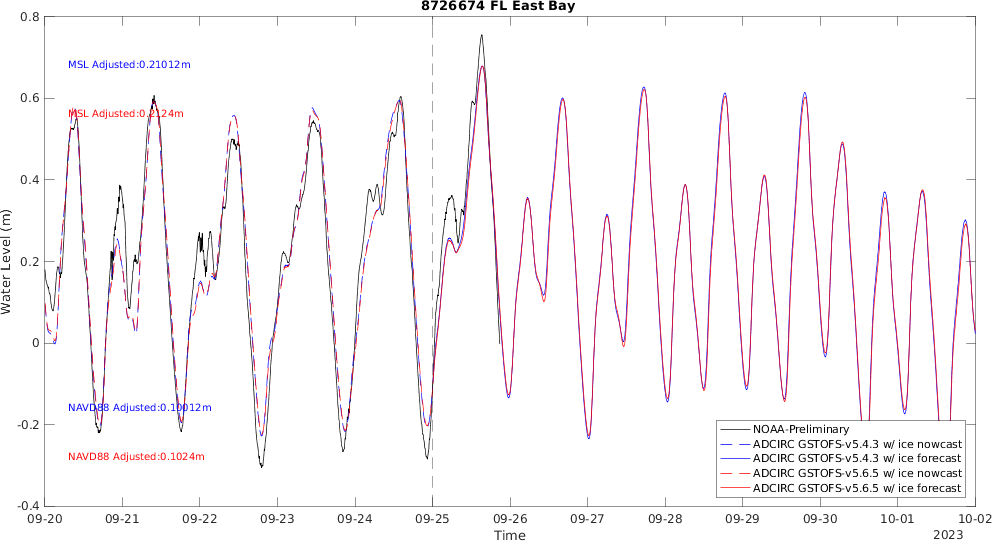 8726674 FL East Bay
Water Level (m)
0.8
0.6
0.4
0.2
0
-0.2
-0.4
MSL Adjusted:0.21012m
MSL Adjusted:0.2124m
NAVD88 Adjusted:0.10012m
NAVD88 Adjusted:0.1024m
NOAA-Preliminary
ADCIRC GSTOFS-v5.4.3 w/ ice nowcast
ADCIRC GSTOFS-v5.4.3 w/ ice forecast
ADCIRC GSTOFS-v5.6.5 w/ ice nowcast
ADCIRC GSTOFS-v5.6.5 w/ ice forecast
09-20 09-21 09-22 09-23 09-24 09-25 09-26 09-27 09-28 09-29 09-30 10-01 10-02
Time
2023